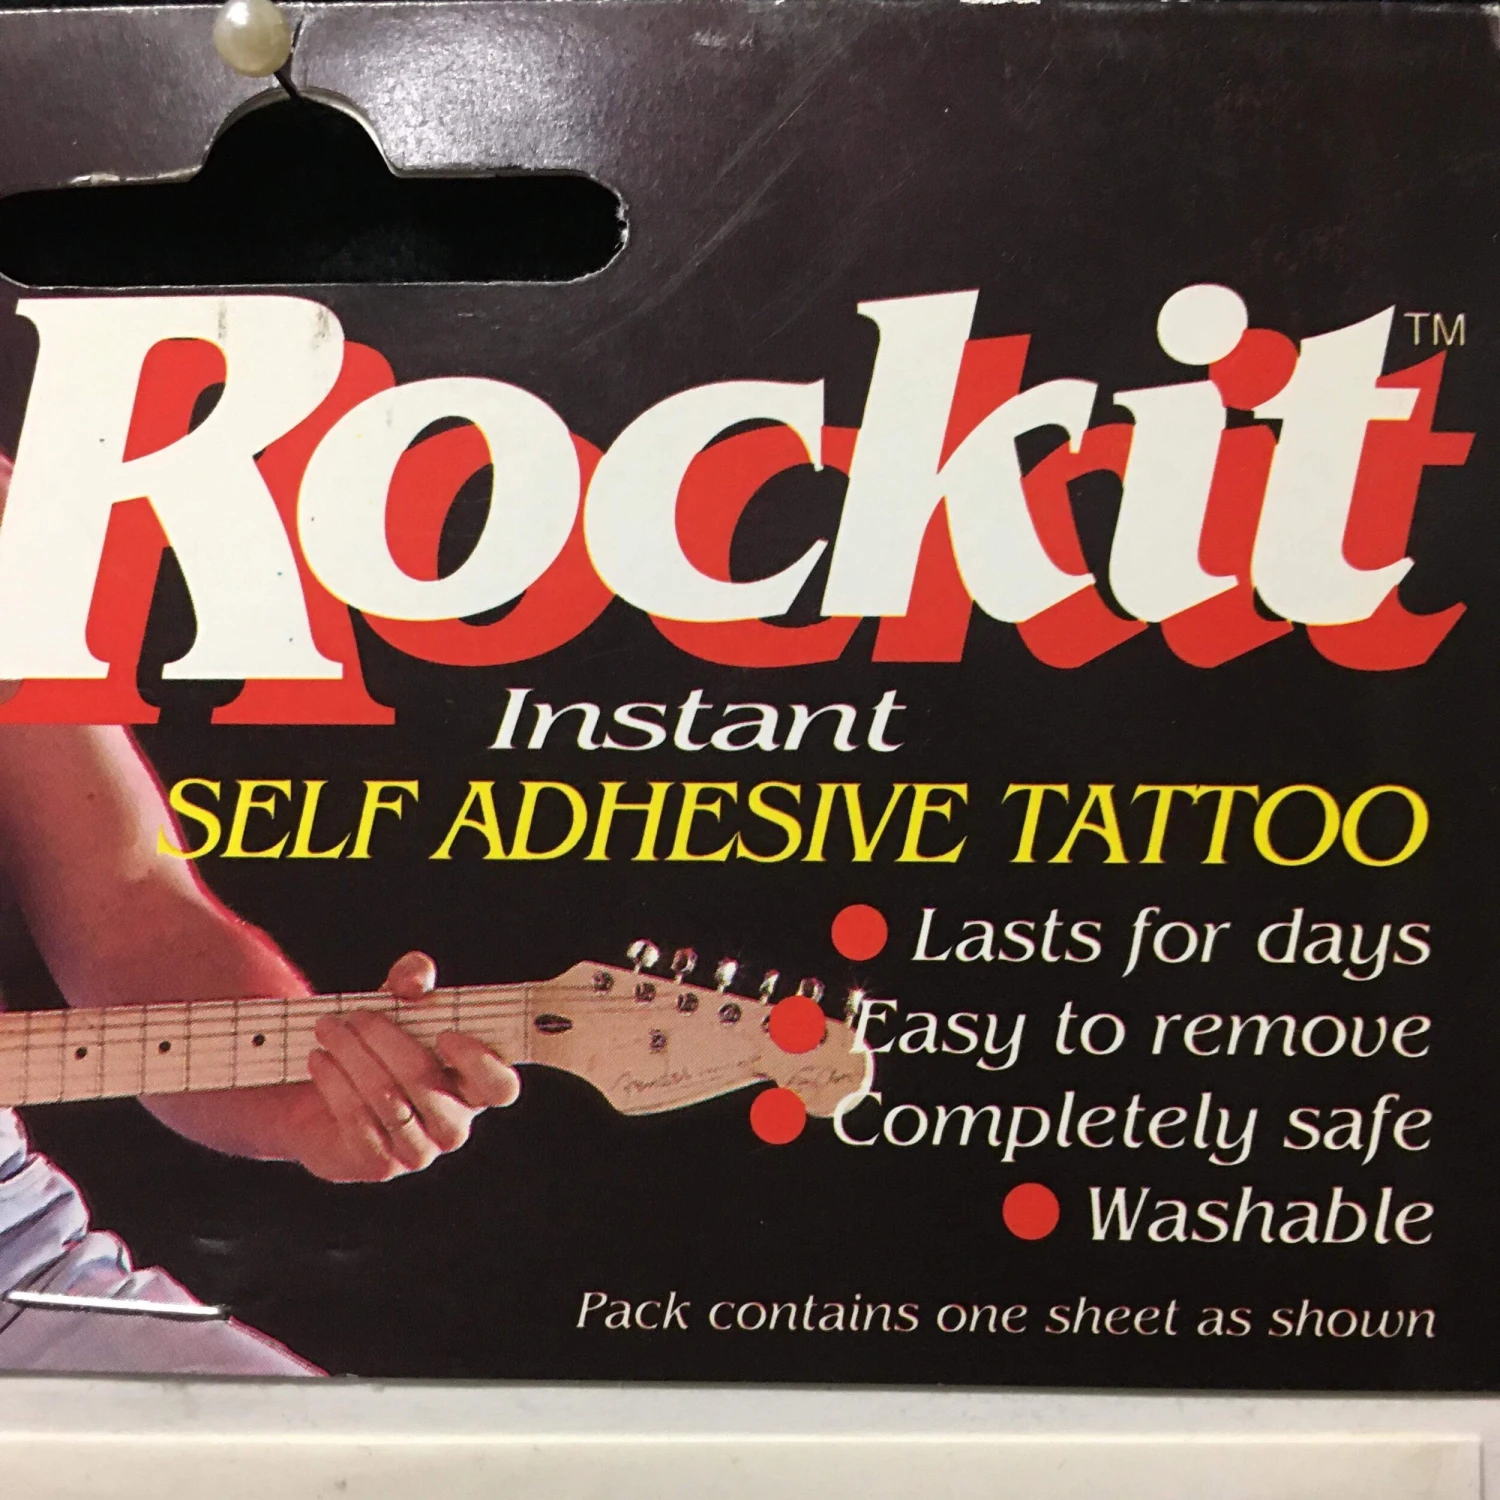 Rockit™
Instant
SELF ADHESIVE TATTOO
Lasts for days
Easy to remove
Completely safe
Washable
Pack contains one sheet as shown
Fender